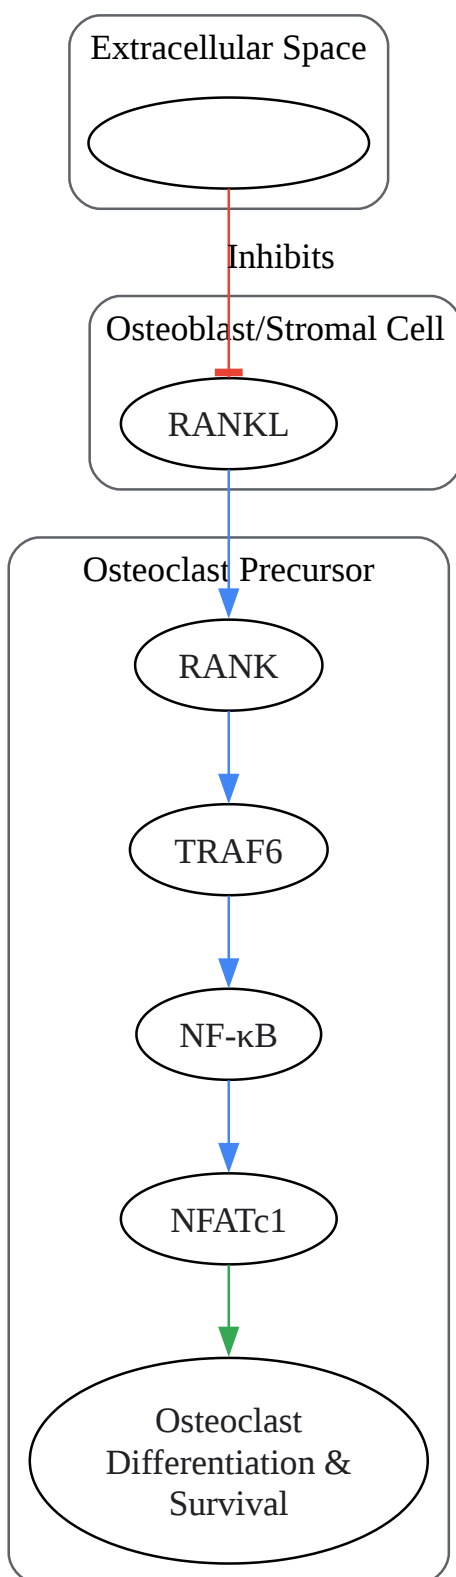 Extracellular Space
Inhibits
Osteoblast/Stromal Cell
RANKL
Osteoclast Precursor
RANK
TRAF6
NF-κB
NFATc1
Osteoclast
Differentiation &
Survival